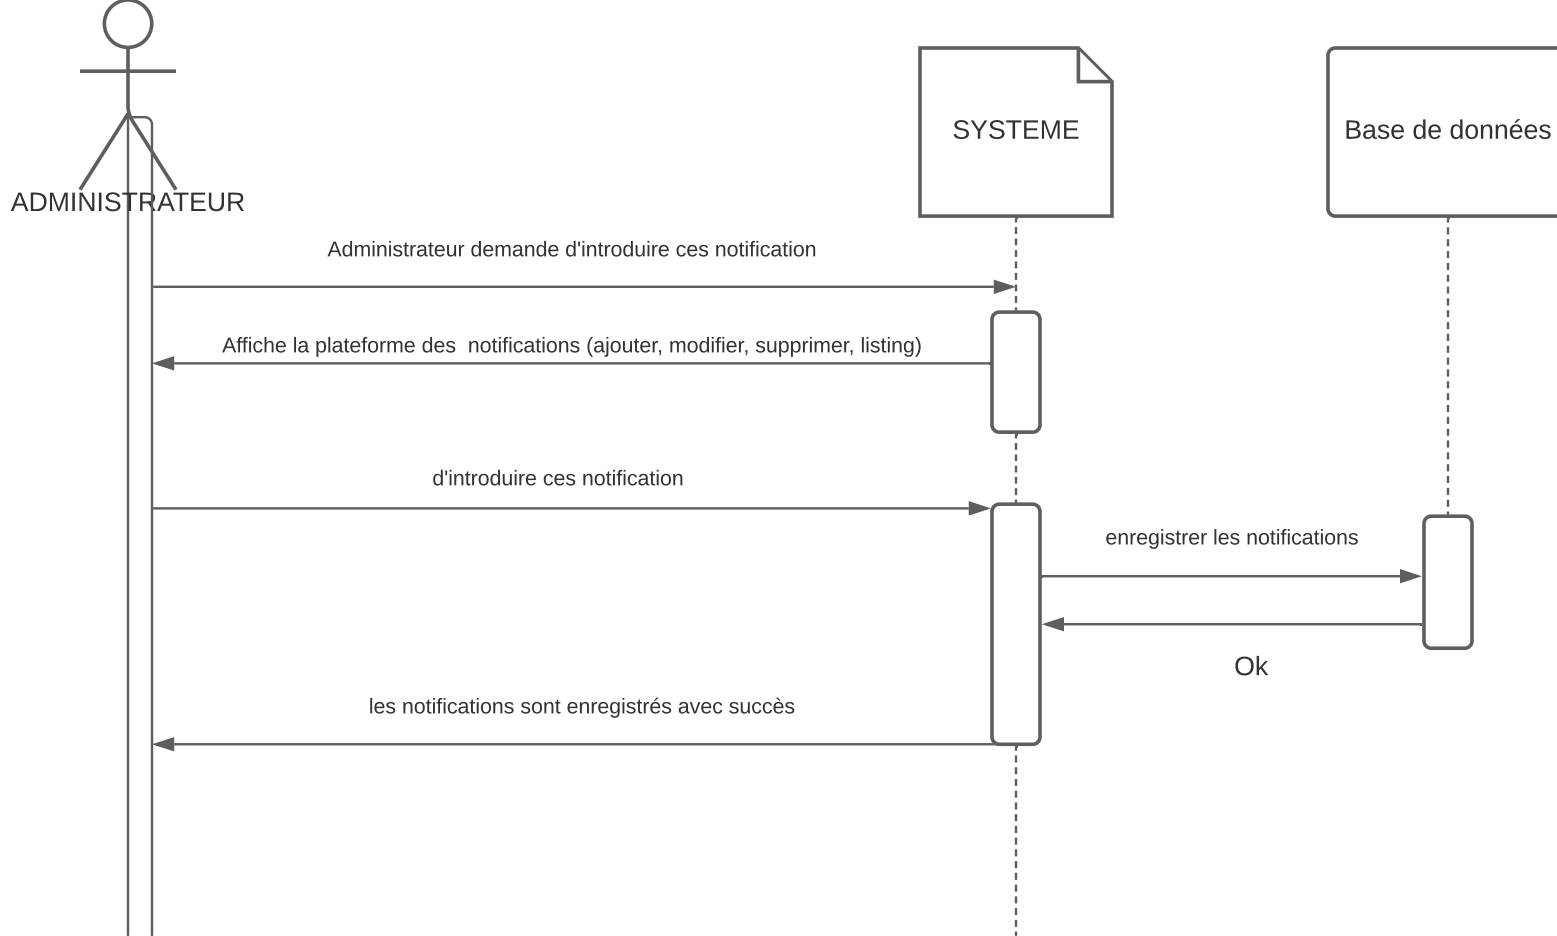 SYSTEME
Base de données
ADMINISTRATEUR
Administrateur demande d'introduire ces notification
Affiche la plateforme des  notifications (ajouter, modifier, supprimer, listing)
d'introduire ces notification
enregistrer les notifications
Ok
les notifications sont enregistrés avec succès